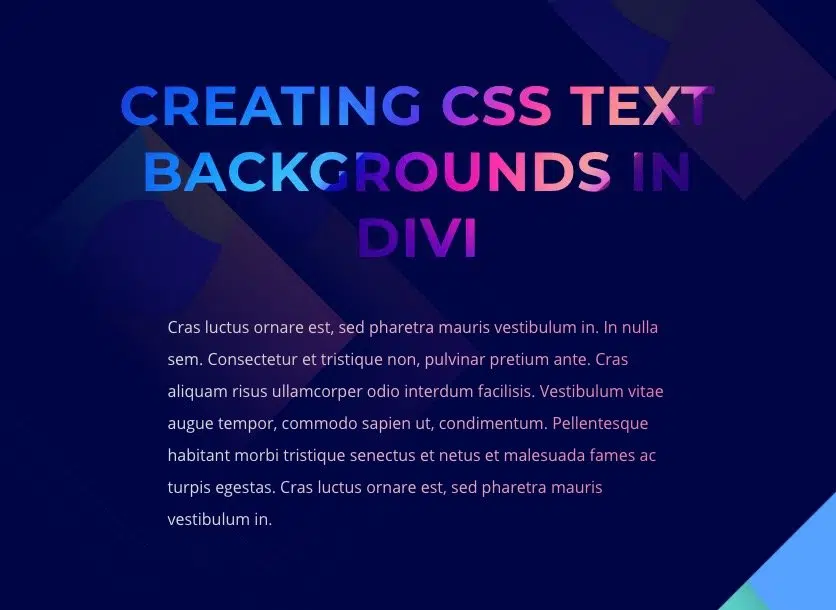 CREATING CSS TEXT
BACKGROUNDS IN
DIVI
Cras luctus ornare est, sed pharetra mauris vestibulum in. In nulla
sem. Consectetur et tristique non, pulvinar pretium ante. Cras
aliquam risus ullamcorper odio interdum facilisis. Vestibulum vitae
augue tempor, commodo sapien ut, condimentum. Pellentesque
habitant morbi tristique senectus et netus et malesuada fames ac
turpis egestas. Cras luctus ornare est, sed pharetra mauris
vestibulum in.